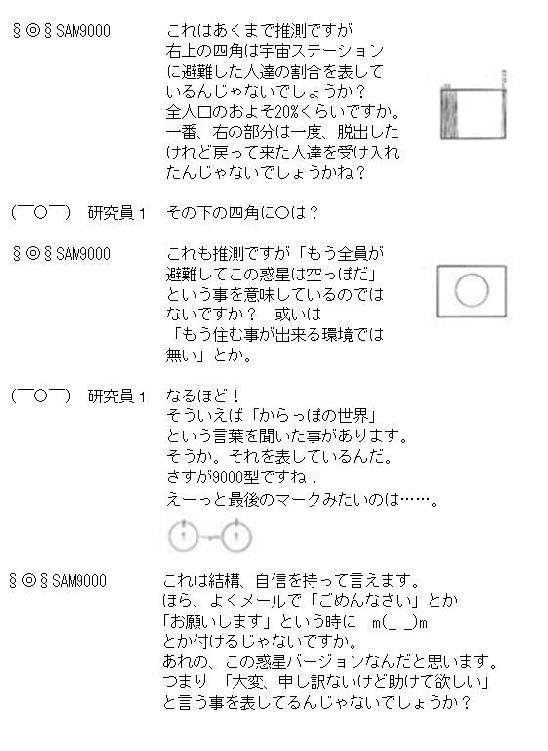 §◎§SAM9000 これはあくまで推測ですが
右上の四角は宇宙ステーション
に避難した人達の割合を表して
いるんじゃないでしょうか?
全人口のおよそ20%くらいですか。
一番、右の部分は一度、脱出した
けれど戻って来た人達を受け入れ
たんじゃないでしょうかね?
(￣○￣) 研究員1 その下の四角に○は?
§◎§SAM9000 これも推測ですが「もう全員が
避難してこの惑星は空っぽだ」
という事を意味しているのでは
ないですか? 或いは
「もう住む事が出来る環境では
無い」とか。
(￣○￣) 研究員1 なるほど!
そういえば「からっぽの世界」
という言葉を聞いた事があります。
そうか。それを表しているんだ。
さすが9000型ですね.
えーっと最後のマークみたいのは……。
§◎§SAM9000 これは結構、自信を持って言えます。
ほら、よくメールで「ごめんなさい」とか
「お願いします」という時に m(_ _)m
とか付けるじゃないですか。
あれの、この惑星バージョンなんだと思います。
つまり 「大変、申し訳ないけど助けて欲しい」
と言う事を表してるんじゃないでしょうか?